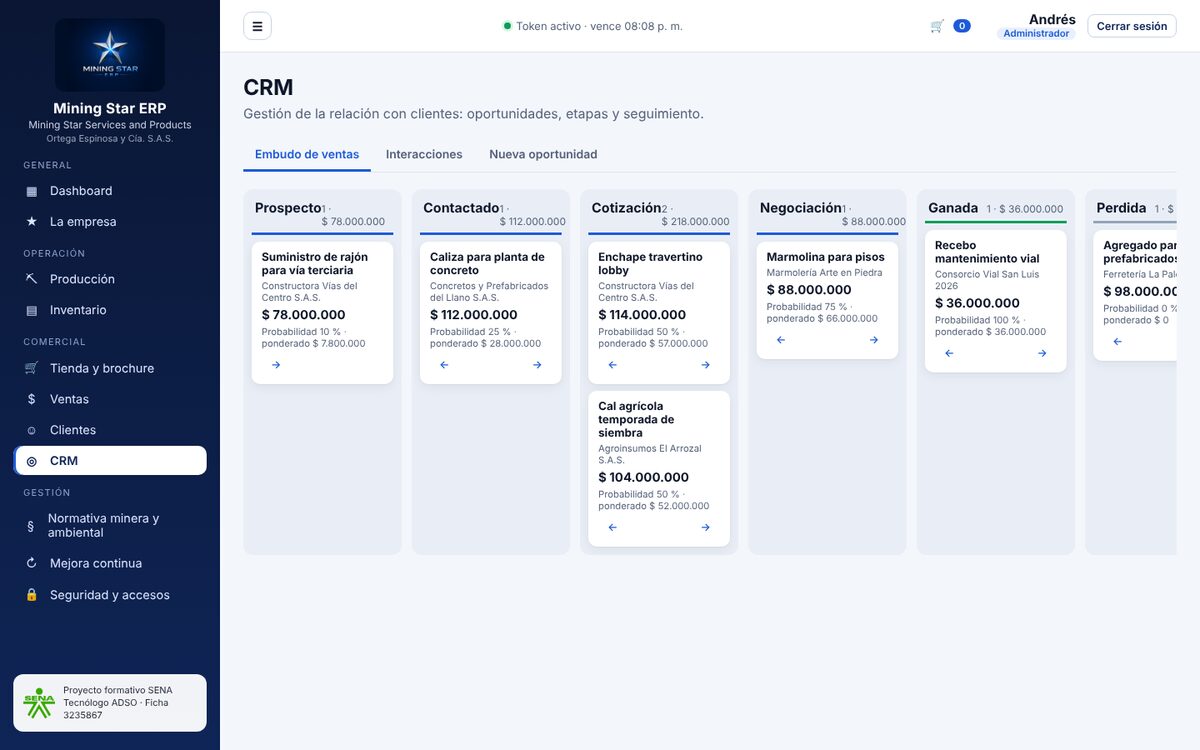 MINING STAR
ERP
Mining Star ERP
Mining Star Services and Products
Ortega Espinosa y Cía. S.A.S.
GENERAL
Dashboard
La empresa
OPERACIÓN
Producción
Inventario
COMERCIAL
Tienda y brochure
$ Ventas
Clientes
CRM
GESTIÓN
§ Normativa minera y
ambiental
Mejora continua
Seguridad y accesos
SENA
Proyecto formativo SENA
Tecnólogo ADSO · Ficha
3235867
Token activo · vence 08:08 p. m.
0
Andrés
Administrador
Cerrar sesión
CRM
Gestión de la relación con clientes: oportunidades, etapas y seguimiento.
Embudo de ventas
Interacciones
Nueva oportunidad
Prospecto 1 ·
$ 78.000.000
Suministro de rajón
para vía terciaria
Constructora Vías del
Centro S.A.S.
$ 78.000.000
Probabilidad 10 % ·
ponderado $ 7.800.000
→
Contactado 1 ·
$ 112.000.000
Caliza para planta de
concreto
Concretos y Prefabricados
del Llano S.A.S.
$ 112.000.000
Probabilidad 25 % ·
ponderado $ 28.000.000
← →
Cotización 2 ·
$ 218.000.000
Enchape travertino
lobby
Constructora Vías del
Centro S.A.S.
$ 114.000.000
Probabilidad 50 % ·
ponderado $ 57.000.000
← →
Cal agrícola
temporada de
siembra
Agroinsumos El Arrozal
S.A.S.
$ 104.000.000
Probabilidad 50 % ·
ponderado $ 52.000.000
← →
Negociación 1 ·
$ 88.000.000
Marmolina para pisos
Marmolería Arte en Piedra
$ 88.000.000
Probabilidad 75 % ·
ponderado $ 66.000.000
← →
Ganada 1 · $ 36.000.000
Recebo
mantenimiento vial
Consorcio Vial San Luis
2026
$ 36.000.000
Probabilidad 100 % ·
ponderado $ 36.000.000
← →
Perdida 1 · $
Agregado
prefabricados
Ferretería La
$ 98.000.00
Probabilidad 0 %
ponderado $ 0
←